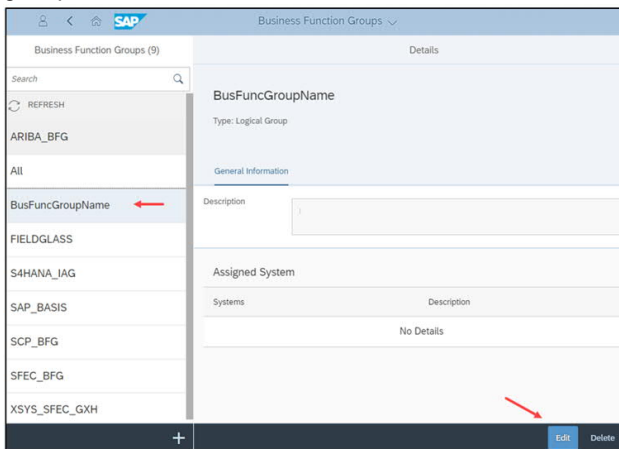 SAP
Business Function Groups
Business Function Groups (9)
Details
Search
REFRESH
ARIBA_BFG
All
BusFuncGroupName
FIELDGLASS
S4HANA_IAG
SAP_BASIS
SCP_BFG
SFEC_BFG
XSYS_SFEC_GXH
+
BusFuncGroupName
Type: Logical Group
General Information
Description
Assigned System
Systems Description
No Details
Edit Delete